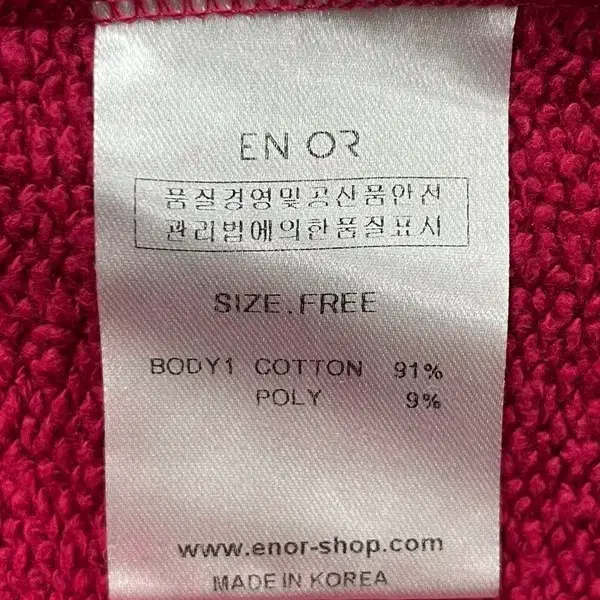 EN OR
품질경영및공산품안전
관리법에의한품질표시
SIZE.FREE
BODY1 COTTON 91%
POLY 9%
www.enor-shop.com
MADE IN KOREA